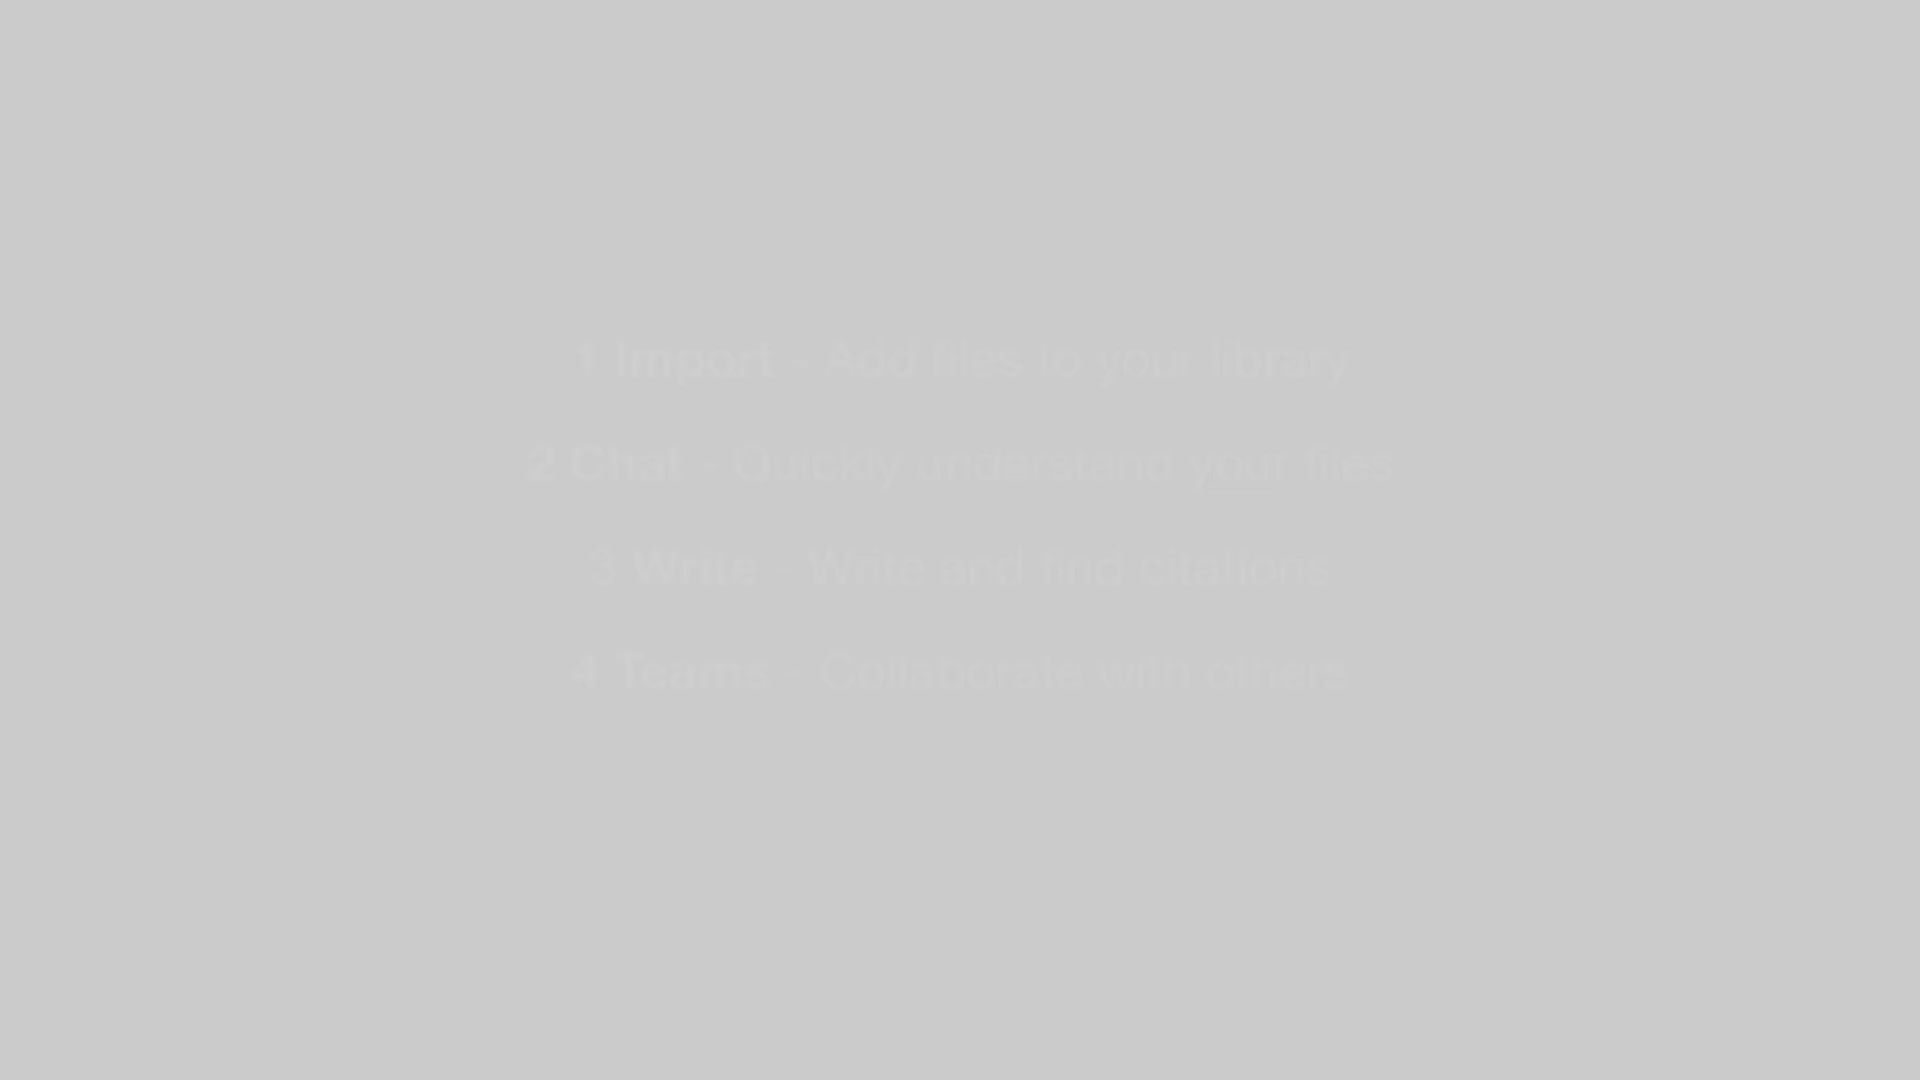 1 Import - Add files to your library
2 Chat - Quickly understand your files
3 Write - Write and find citations
4 Teams - Collaborate with others